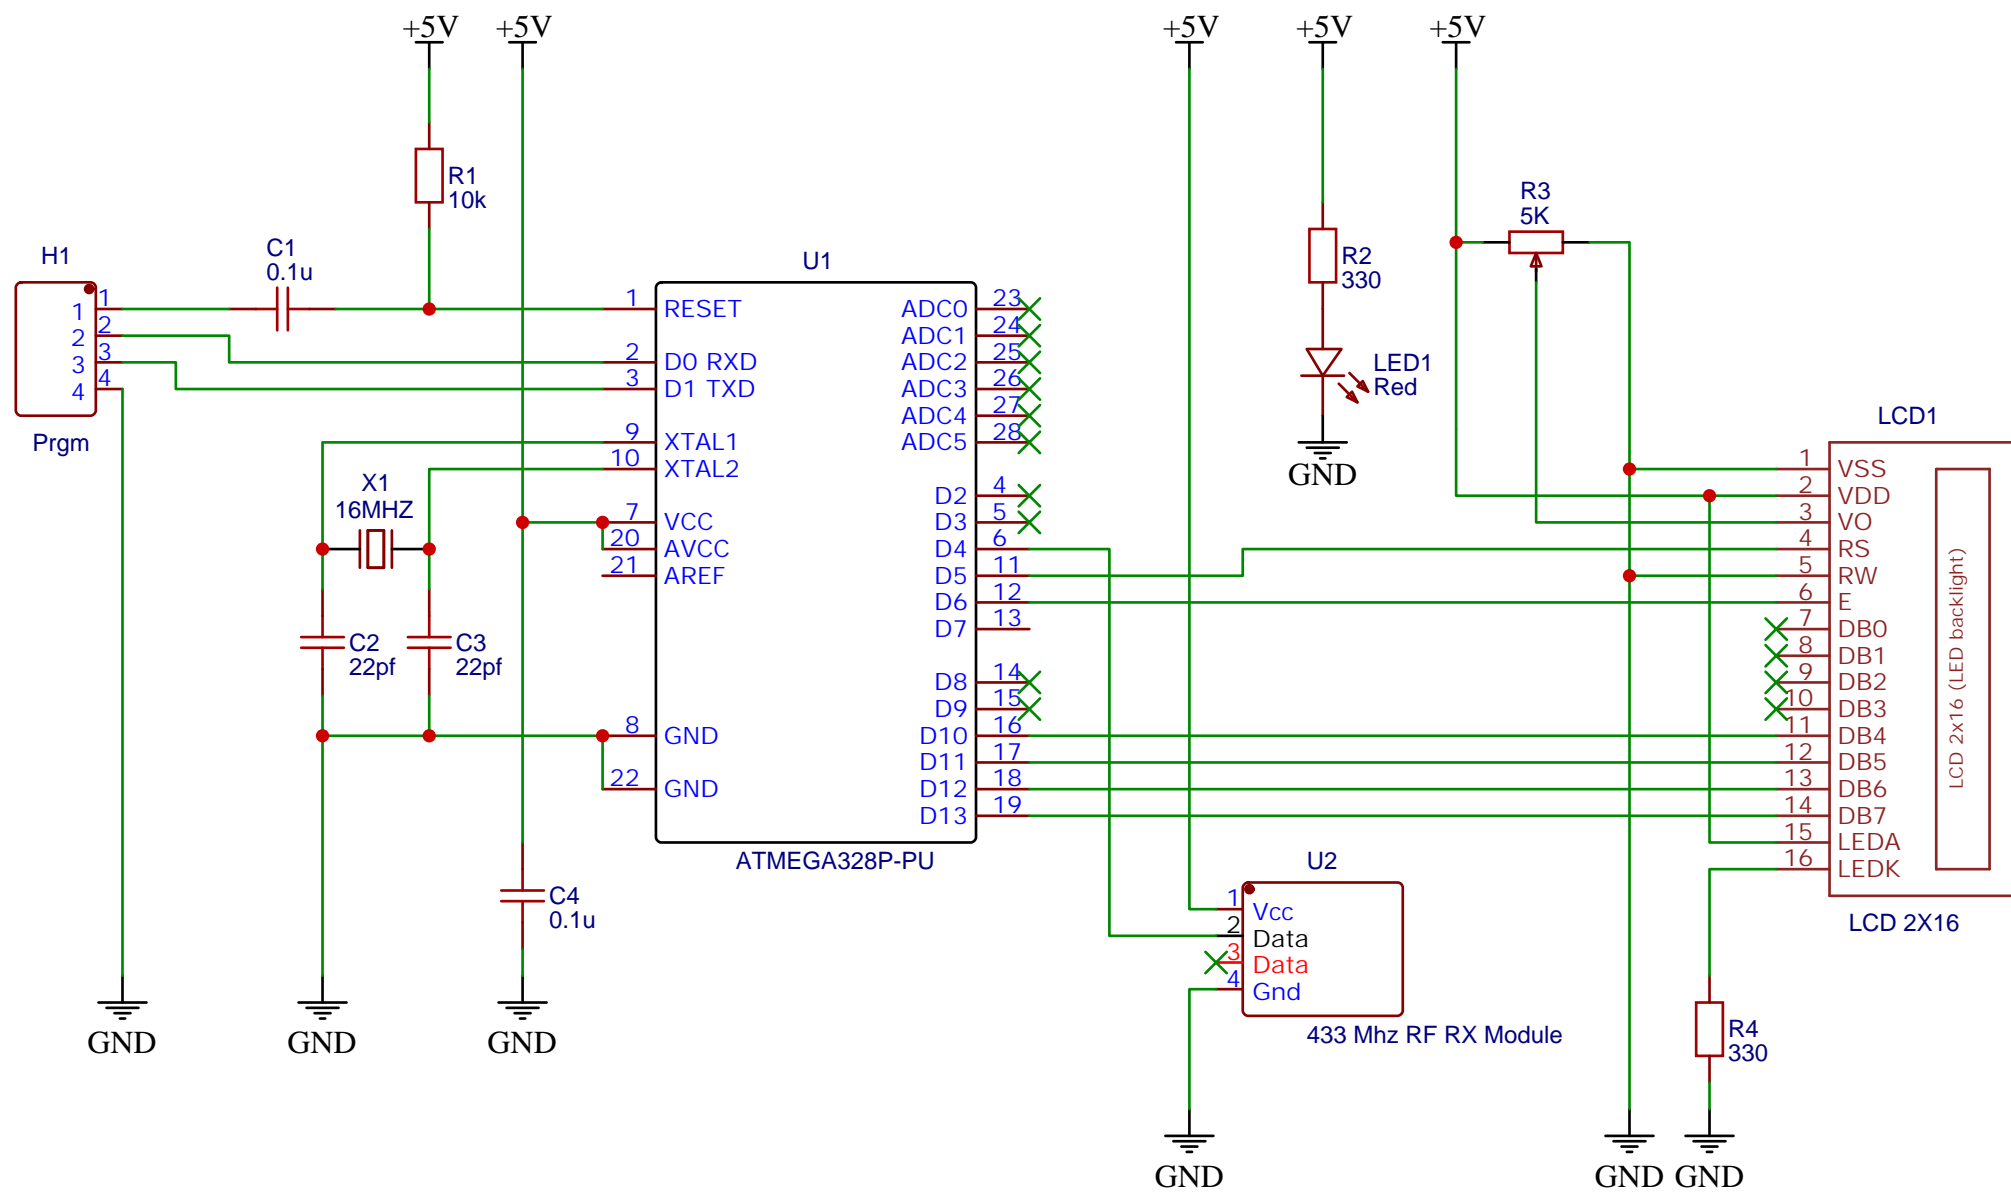 +5V
+5V
+5V
+5V
+5V
R1
10k
R3
5K
H1
C1
0.1u
U1
R2
330
1 1
2 2
3 3
4 4
Prgm
LED1
Red
GND
1 RESET
2 D0 RXD
3 D1 TXD
9 XTAL1
10 XTAL2
7 VCC
20 AVCC
21 AREF
8 GND
22 GND
ADC0 23
ADC1 24
ADC2 25
ADC3 26
ADC4 27
ADC5 28
D2 4
D3 5
D4 6
D5 11
D6 12
D7 13
D8 14
D9 15
D10 16
D11 17
D12 18
D13 19
ATMEGA328P-PU
X1
16MHZ
C2
22pf
C3
22pf
C4
0.1u
GND
GND
GND
LCD1
1 VSS
2 VDD
3 VO
4 RS
5 RW
6 E
7 DB0
8 DB1
9 DB2
10 DB3
11 DB4
12 DB5
13 DB6
14 DB7
15 LEDA
16 LEDK
LCD 2x16 (LED backlight)
LCD 2X16
U2
1 Vcc
2 Data
3 Data
4 Gnd
433 Mhz RF RX Module
R4
330
GND
GND
GND